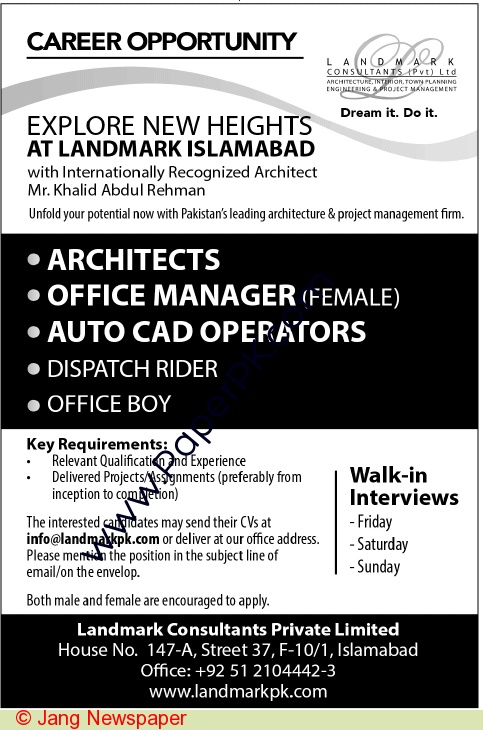 CAREER OPPORTUNITY
LANDMARK
CONSULTANTS (Pvt) Ltd
ARCHITECTURE, INTERIOR, TOWN PLANNING
ENGINEERING & PROJECT MANAGEMENT
Dream it. Do it.
EXPLORE NEW HEIGHTS
AT LANDMARK ISLAMABAD
with Internationally Recognized Architect
Mr. Khalid Abdul Rehman
Unfold your potential now with Pakistan's leading architecture & project management firm.
• ARCHITECTS
• OFFICE MANAGER (FEMALE)
• AUTO CAD OPERATORS
• DISPATCH RIDER
• OFFICE BOY
www.PaperPk.com
Key Requirements:
• Relevant Qualification and Experience
• Delivered Projects/Assignments (preferably from
inception to completion)
The interested candidates may send their CVs at
info@landmarkpk.com or deliver at our office address.
Please mention the position in the subject line of
email/on the envelop.
Both male and female are encouraged to apply.
Walk-in
Interviews
- Friday
- Saturday
- Sunday
Landmark Consultants Private Limited
House No. 147-A, Street 37, F-10/1, Islamabad
Office: +92 51 2104442-3
www.landmarkpk.com
© Jang Newspaper